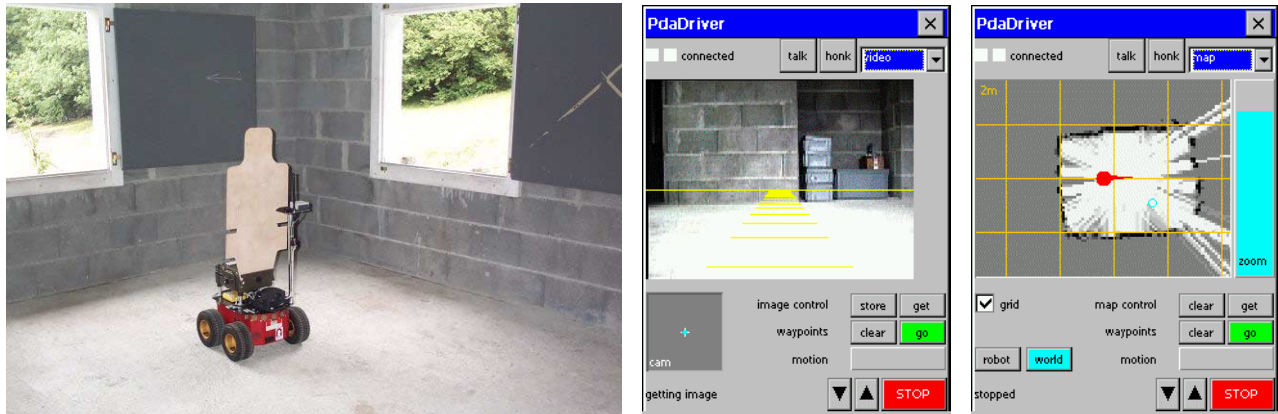 PdaDriver
connected talk honk video
image control store get
waypoints clear go
cam motion
getting image STOP
PdaDriver
connected talk honk map
2m
zoom
grid map control clear get
waypoints clear go
robot world motion
stopped STOP